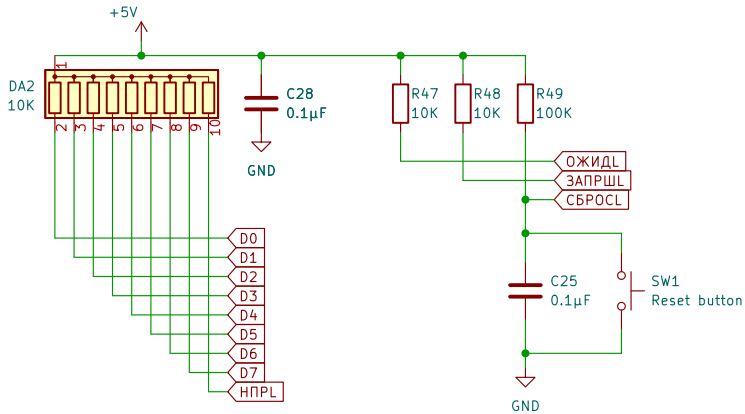 +5V
DA2
10K
1
2
3
4
5
6
7
8
9
10
C28
0.1µF
GND
R47
10K
R48
10K
R49
100K
ОЖИДL
ЗАПРШL
СБРОСL
D0
D1
D2
D3
D4
D5
D6
D7
НПРL
C25
0.1µF
SW1
Reset button
GND